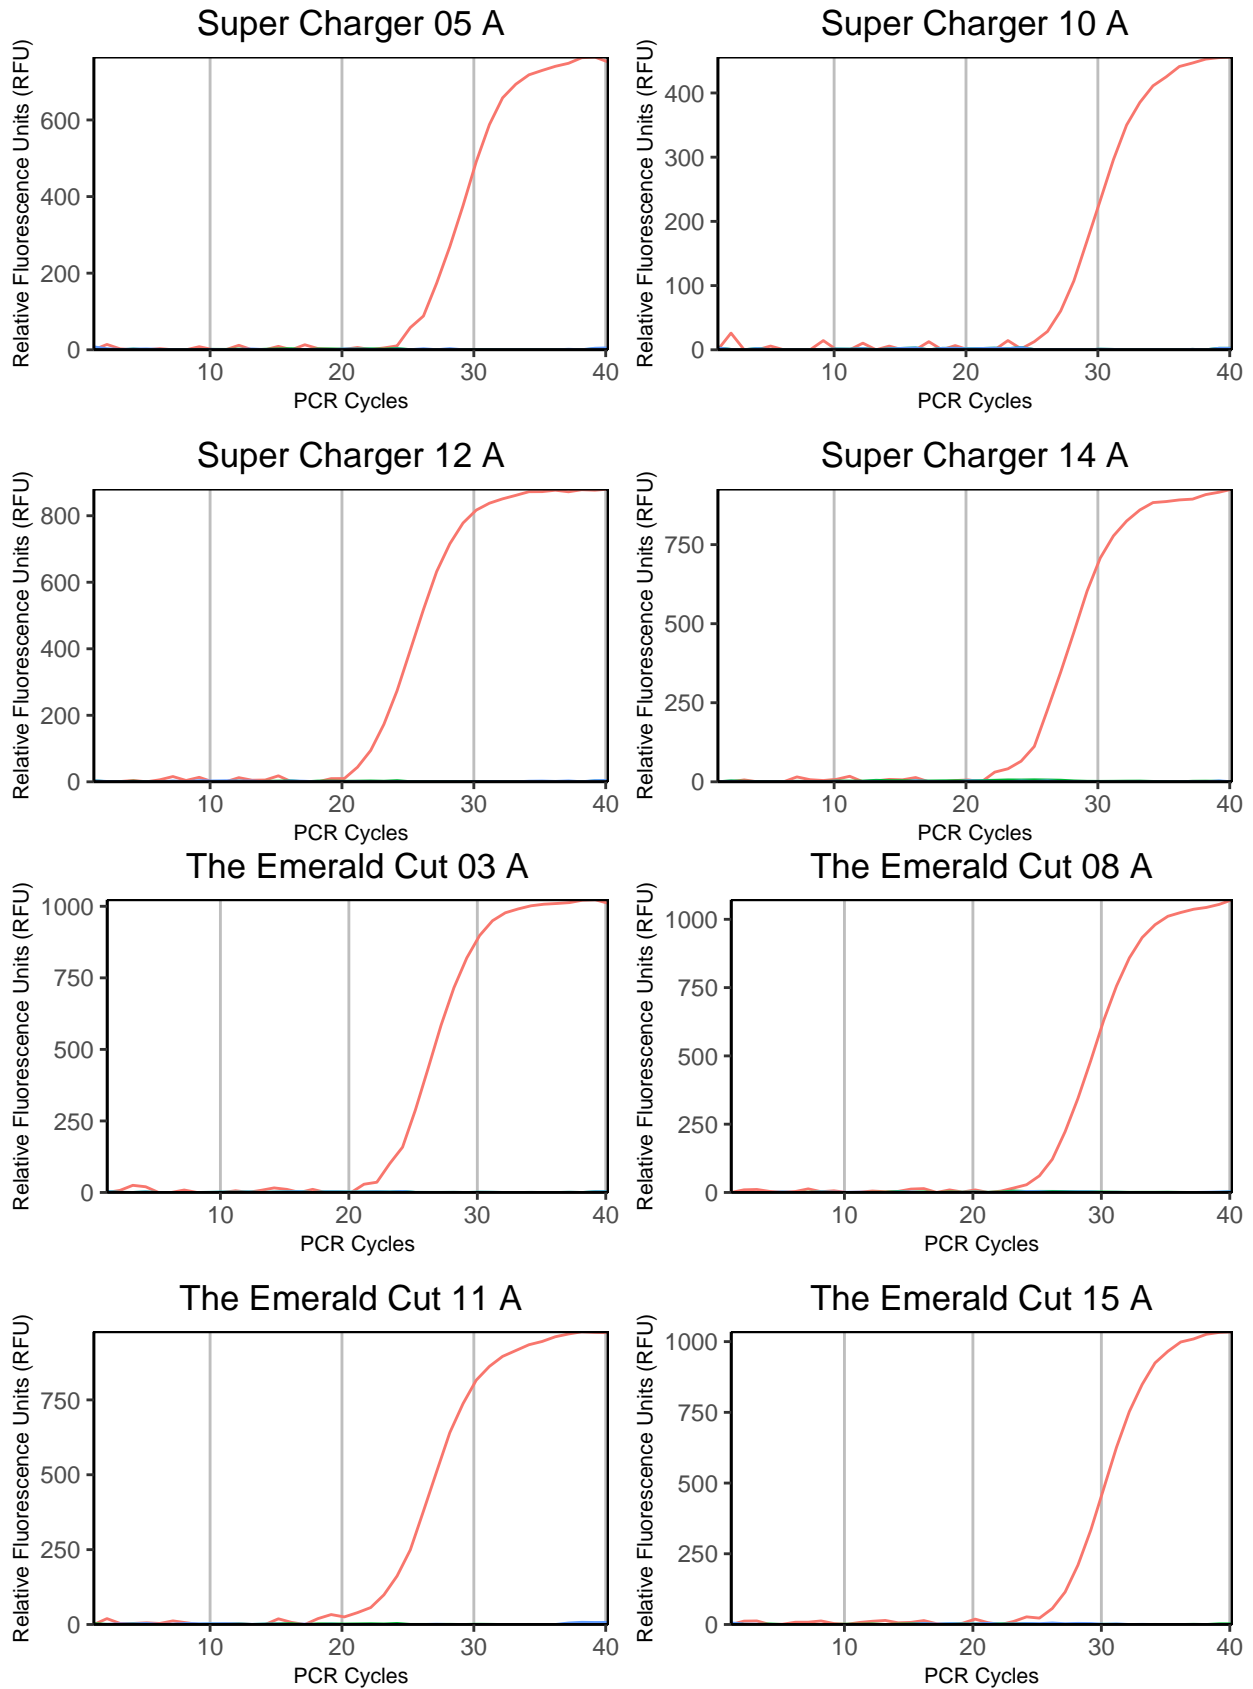 Super Charger 05 A
Relative Fluorescence Units (RFU)
600
400
200
0
10
20
30
40
PCR Cycles
Super Charger 10 A
Relative Fluorescence Units (RFU)
400
300
200
100
0
10
20
30
40
PCR Cycles
Super Charger 12 A
Relative Fluorescence Units (RFU)
800
600
400
200
0
10
20
30
40
PCR Cycles
Super Charger 14 A
Relative Fluorescence Units (RFU)
750
500
250
0
10
20
30
40
PCR Cycles
The Emerald Cut 03 A
Relative Fluorescence Units (RFU)
1000
750
500
250
0
10
20
30
40
PCR Cycles
The Emerald Cut 08 A
Relative Fluorescence Units (RFU)
1000
750
500
250
0
10
20
30
40
PCR Cycles
The Emerald Cut 11 A
Relative Fluorescence Units (RFU)
750
500
250
0
10
20
30
40
PCR Cycles
The Emerald Cut 15 A
Relative Fluorescence Units (RFU)
1000
750
500
250
0
10
20
30
40
PCR Cycles